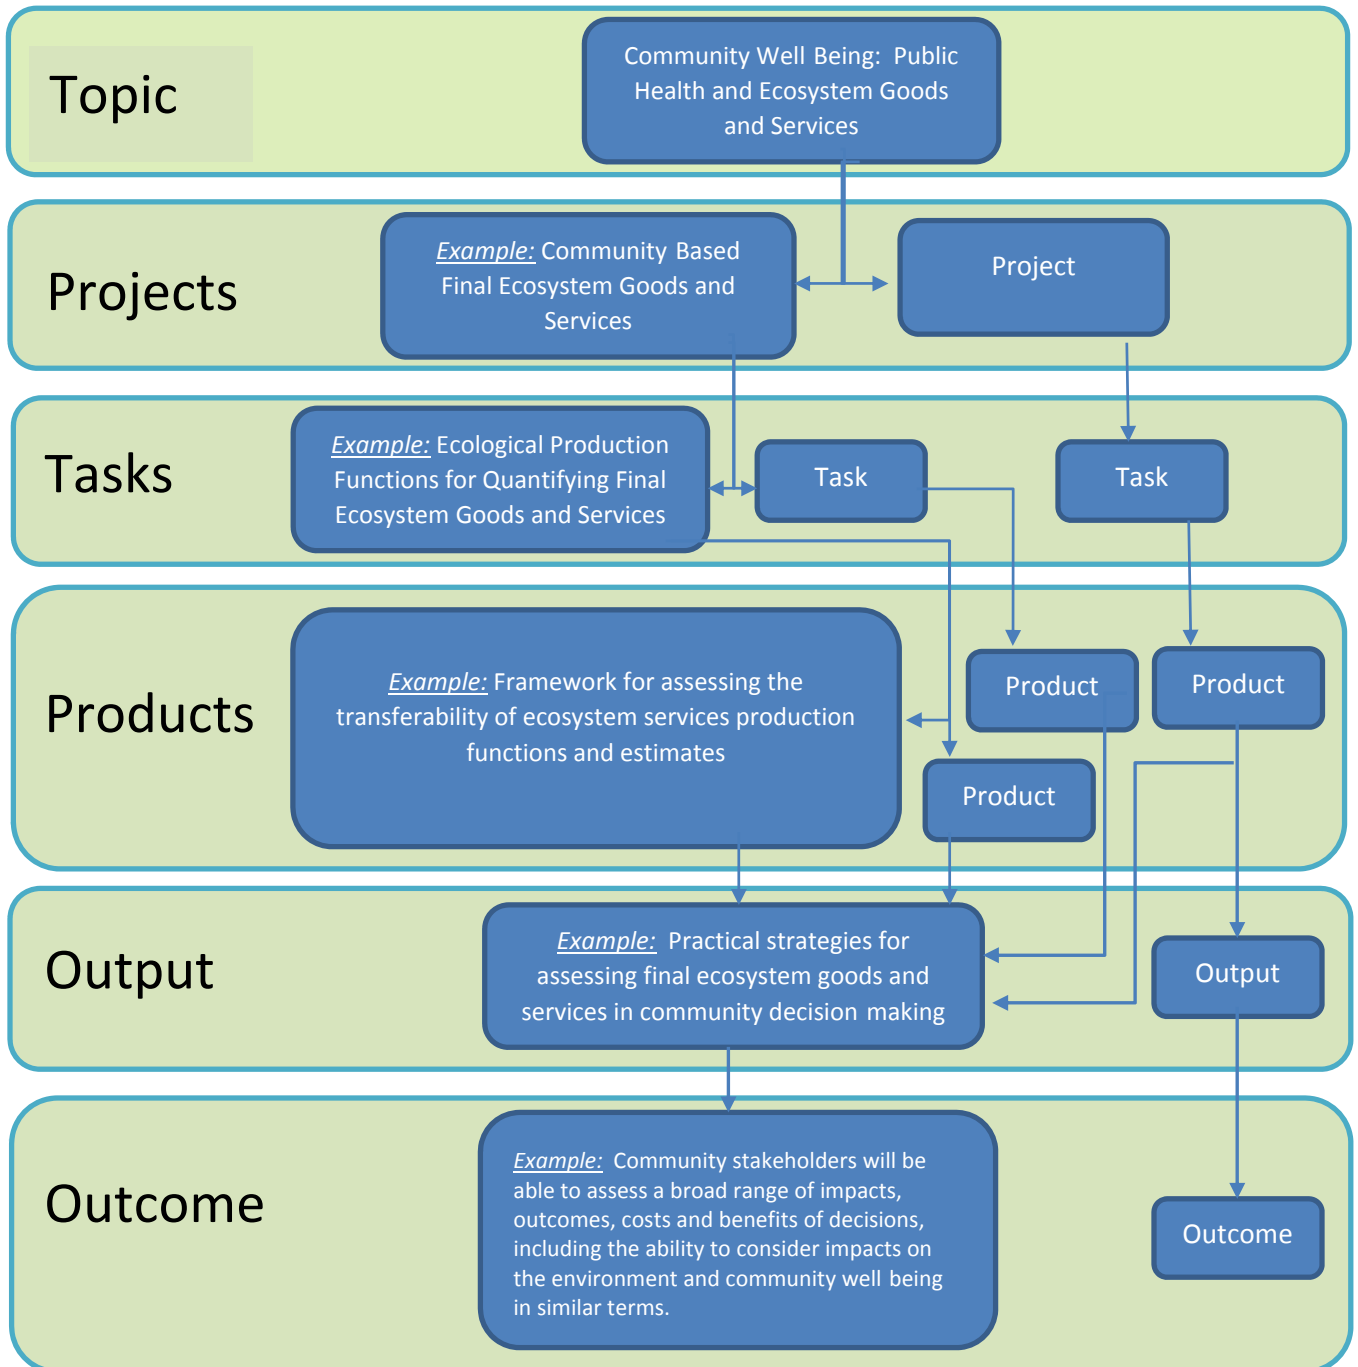 Topic
Community Well Being: Public
Health and Ecosystem Goods
and Services
Projects
Example: Community Based
Final Ecosystem Goods and
Services
Project
Tasks
Example: Ecological Production
Functions for Quantifying Final
Ecosystem Goods and Services
Task
Task
Products
Example: Framework for assessing the
transferability of ecosystem services production
functions and estimates
Product
Product
Product
Output
Example: Practical strategies for
assessing final ecosystem goods and
services in community decision making
Output
Outcome
Example: Community stakeholders will be
able to assess a broad range of impacts,
outcomes, costs and benefits of decisions,
including the ability to consider impacts on
the environment and community well being
in similar terms.
Outcome